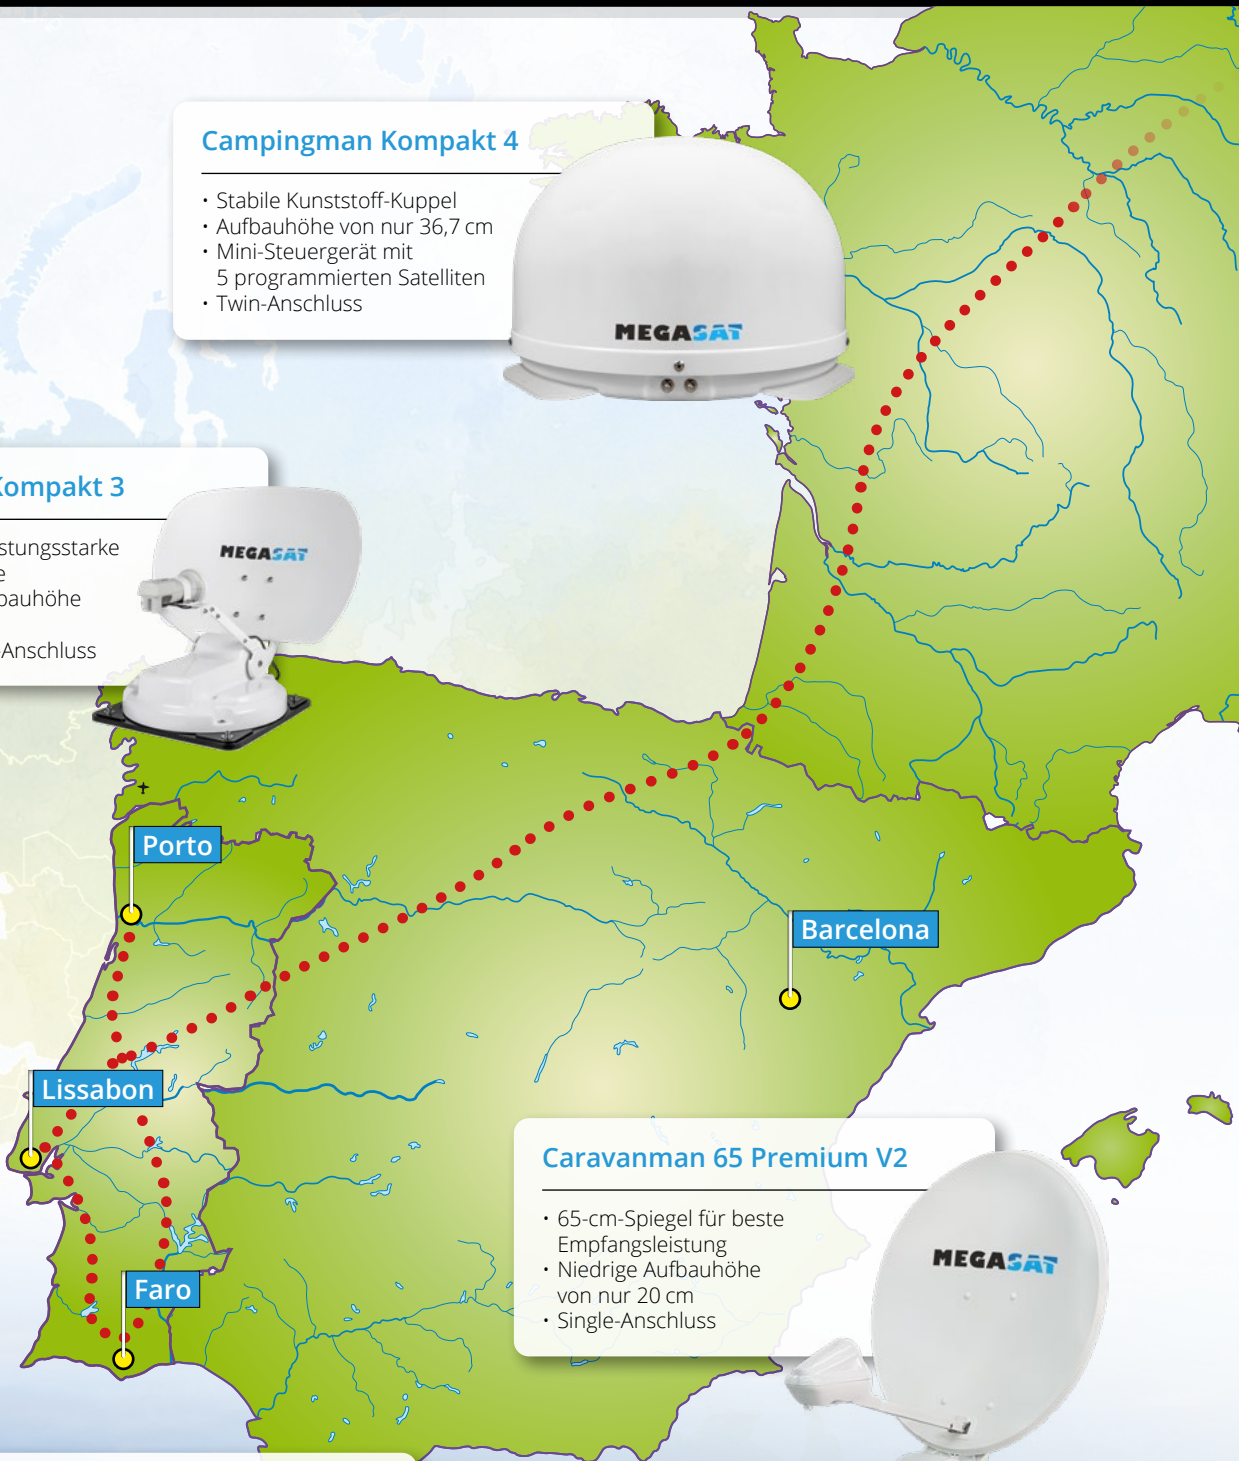 Campingman Kompakt 4
• Stabile Kunststoff-Kuppel
• Aufbauhöhe von nur 36,7 cm
• Mini-Steuergerät mit
5 programmierten Satelliten
• Twin-Anschluss
MEGASAT
Kompakt 3
MEGASAT
-Anschluss
Porto
Barcelona
Lissabon
Caravanman 65 Premium V2
• 65-cm-Spiegel für beste
Empfangsleistung
• Niedrige Aufbauhöhe
von nur 20 cm
• Single-Anschluss
MEGASAT
Faro